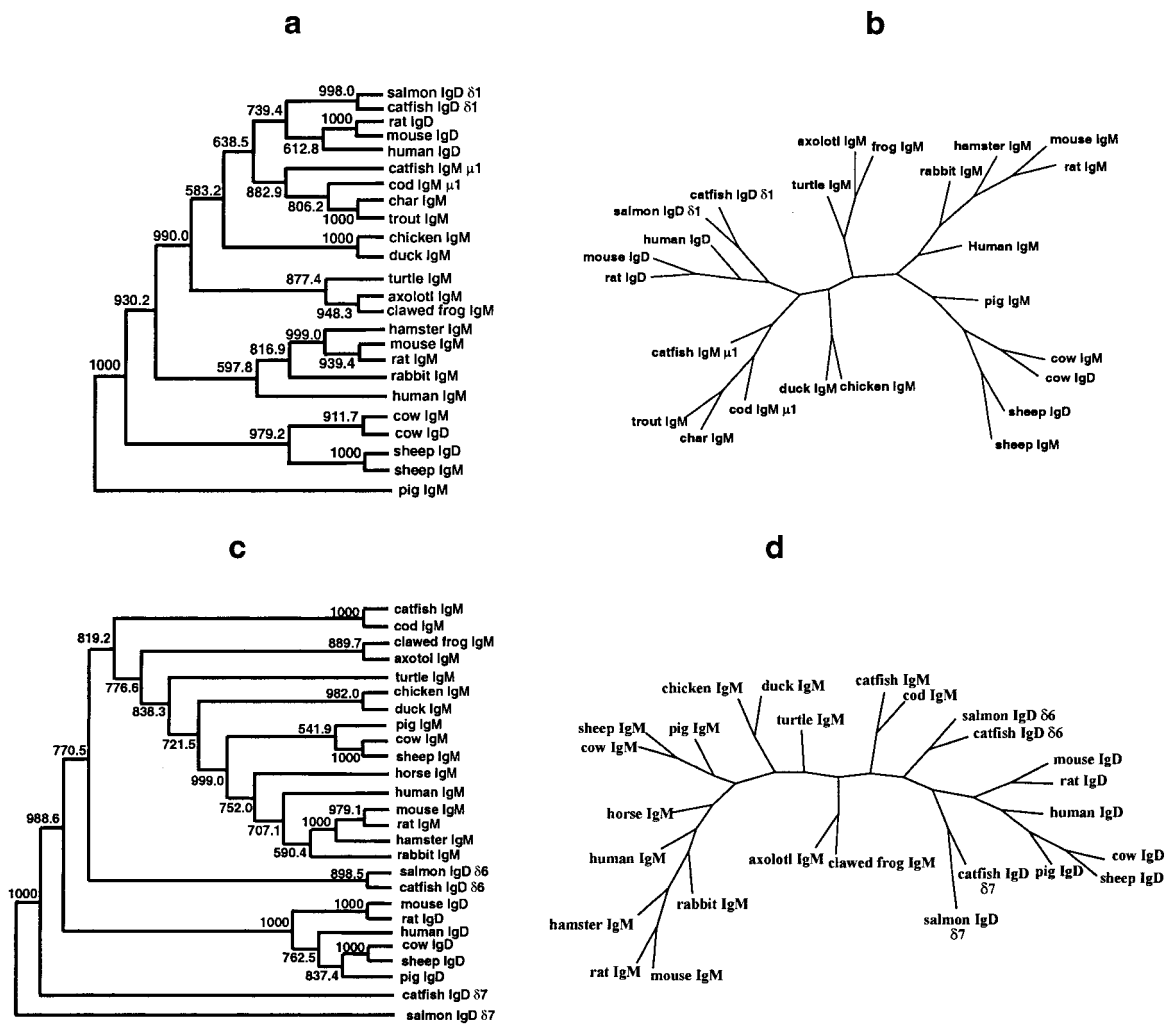 a
998.0 salmon IgD δ1
catfish IgD δ1
739.4
1000 rat IgD
mouse IgD
612.8 human IgD
638.5
catfish IgM μ1
882.9
cod IgM μ1
806.2 char IgM
1000 trout IgM
583.2
1000 chicken IgM
duck IgM
990.0
877.4 turtle IgM
axolotl IgM
948.3 clawed frog IgM
930.2
999.0 hamster IgM
816.9 mouse IgM
939.4 rat IgM
597.8 rabbit IgM
human IgM
1000
911.7 cow IgM
cow IgD
979.2
1000 sheep IgD
sheep IgM
pig IgM
b
axolotl IgM
frog IgM
hamster IgM
mouse IgM
rabbit IgM
rat IgM
turtle IgM
catfish IgD δ1
salmon IgD δ1
human IgD
mouse IgD
rat IgD
Human IgM
pig IgM
catfish IgM μ1
cow IgM
cow IgD
duck IgM
chicken IgM
cod IgM μ1
trout IgM
char IgM
sheep IgD
sheep IgM
c
1000 catfish IgM
cod IgM
819.2
889.7 clawed frog IgM
axotol IgM
776.6
turtle IgM
838.3
982.0 chicken IgM
duck IgM
721.5
541.9 pig IgM
cow IgM
1000 sheep IgM
770.5
999.0
horse IgM
752.0
human IgM
707.1
979.1 mouse IgM
1000 rat IgM
hamster IgM
590.4 rabbit IgM
988.6
898.5 salmon IgD δ6
catfish IgD δ6
1000
1000 mouse IgD
rat IgD
1000
human IgD
762.5 1000 cow IgD
sheep IgD
837.4 pig IgD
catfish IgD δ7
salmon IgD δ7
d
chicken IgM
duck IgM
catfish IgM
cod IgM
sheep IgM
pig IgM
turtle IgM
salmon IgD δ6
catfish IgD δ6
cow IgM
mouse IgD
rat IgD
horse IgM
human IgD
human IgM
axolotl IgM
clawed frog IgM
cow IgD
catfish IgD
δ7
pig IgD
sheep IgD
rabbit IgM
hamster IgM
salmon IgD
δ7
rat IgM
mouse IgM